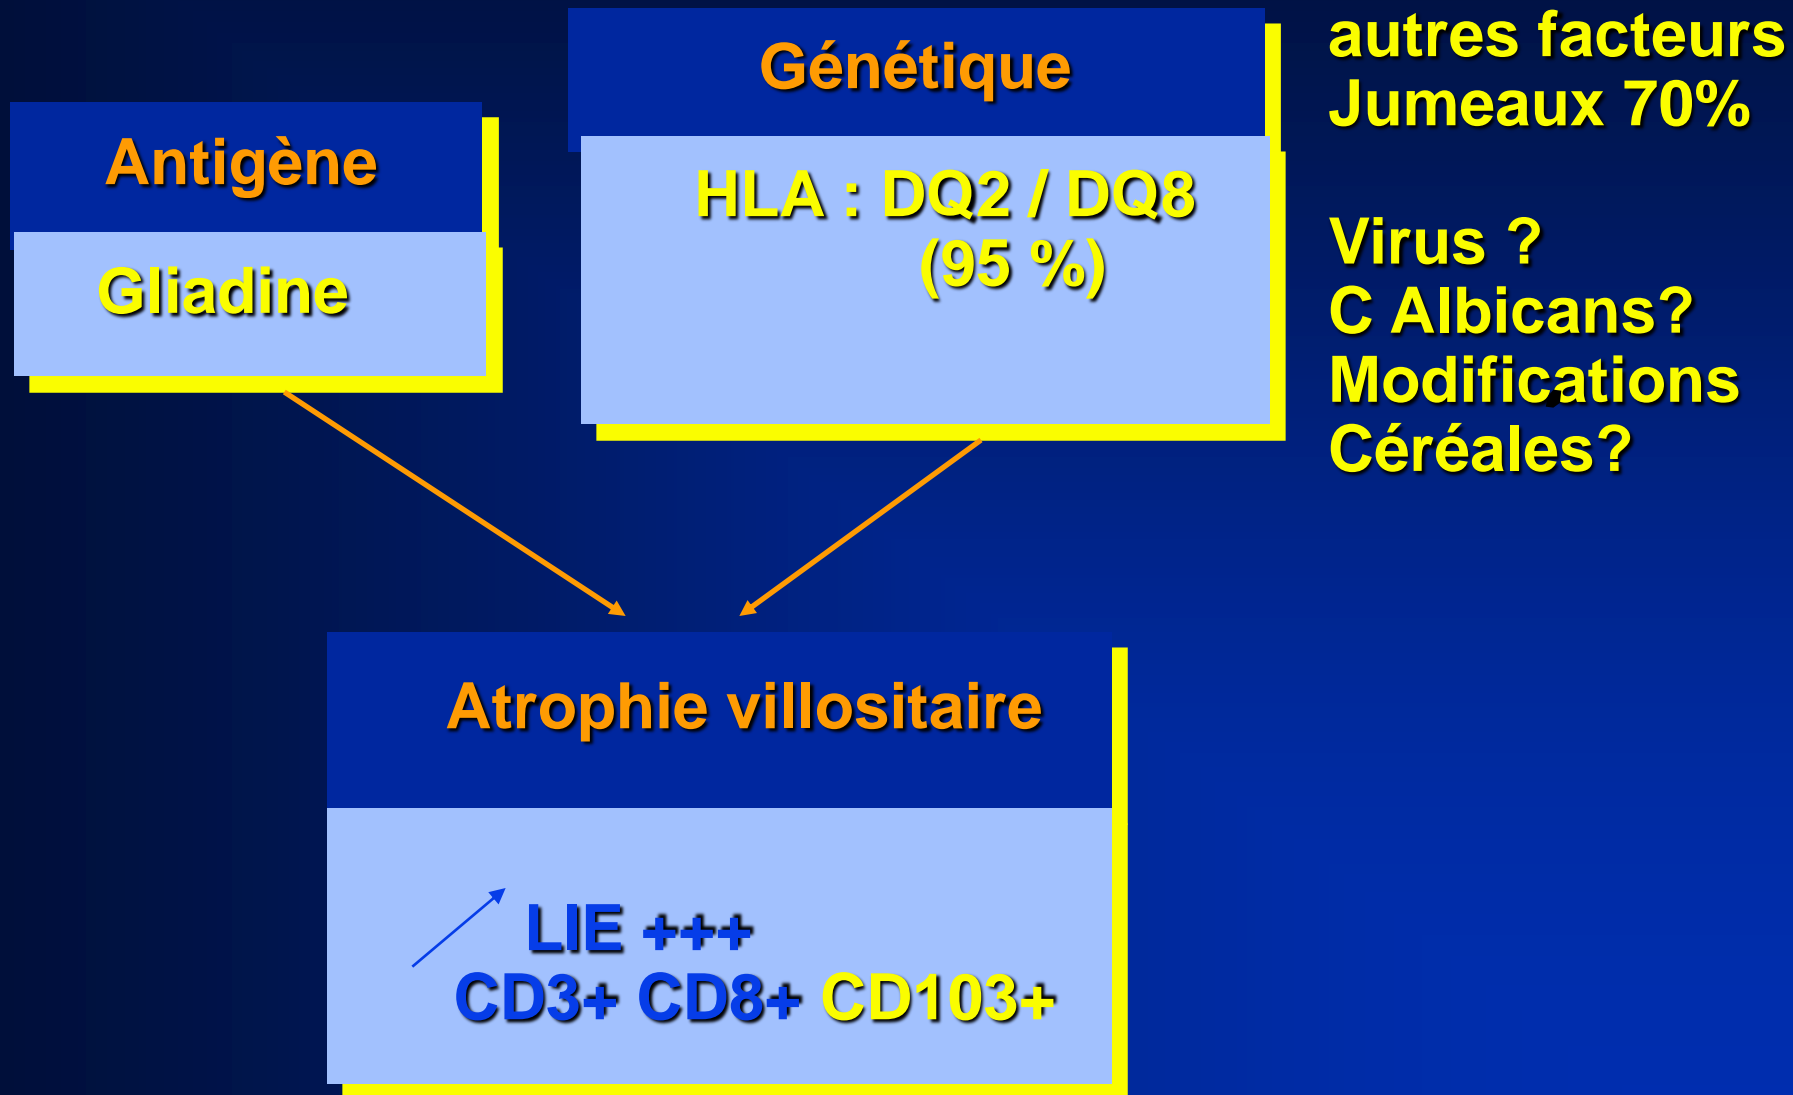 Antigène
Gliadine
Génétique
HLA : DQ2 / DQ8
(95 %)
autres facteurs
Jumeaux 70%
Virus ?
C Albicans?
Modifications
Céréales?
Atrophie villositaire
LIE +++
CD3+ CD8+ CD103+